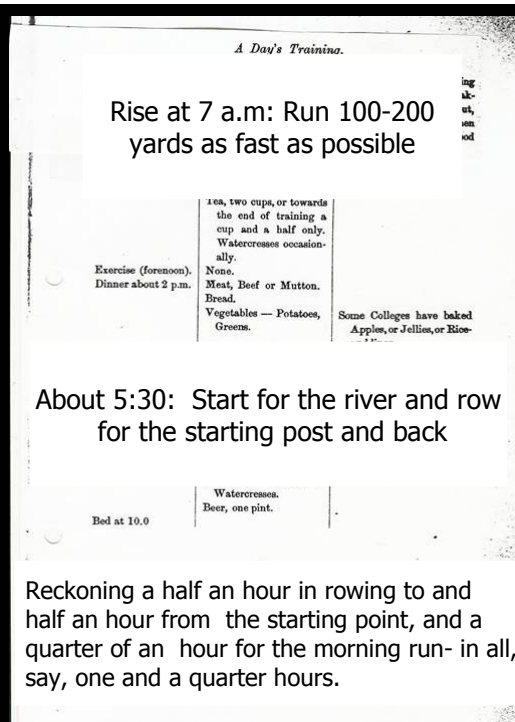 A Day's Training.
ing
ak-
ut,
Rise at 7 a.m: Run 100-200
yards as fast as possible
Tea, two cups, or towards
the end of training a
cup and a half only.
Watercresses occasion-
ally.
Exercise (forenoon). None.
Dinner about 2 p.m. Meat, Beef or Mutton.
Bread.
Vegetables — Potatoes, Some Colleges have baked
Greens. Apples, or Jellies, or Rice-
About 5:30: Start for the river and row
for the starting post and back
Watercresses.
Beer, one pint.
Bed at 10.0
Reckoning a half an hour in rowing to and
half an hour from the starting point, and a
quarter of an hour for the morning run- in all,
say, one and a quarter hours.